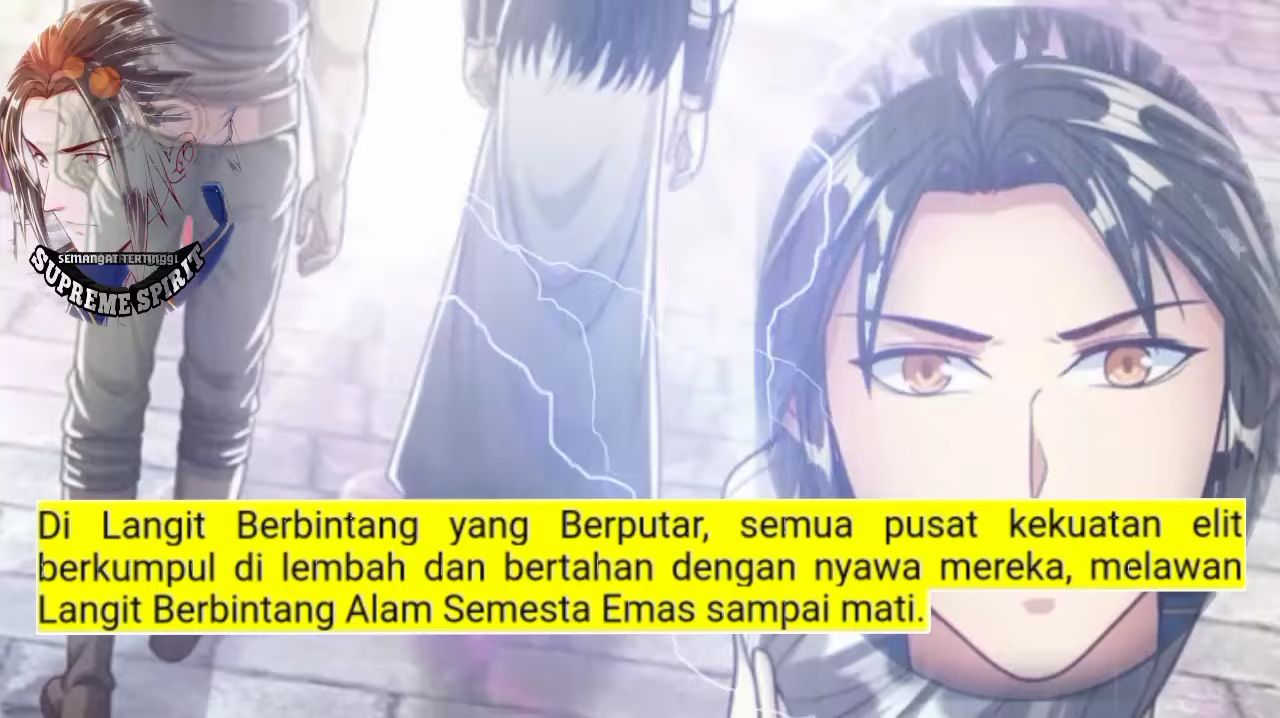 SEMANGAT TERTINGGI
SUPREME SPIRIT
Di Langit Berbintang yang Berputar, semua pusat kekuatan elit
berkumpul di lembah dan bertahan dengan nyawa mereka, melawan
Langit Berbintang Alam Semesta Emas sampai mati.